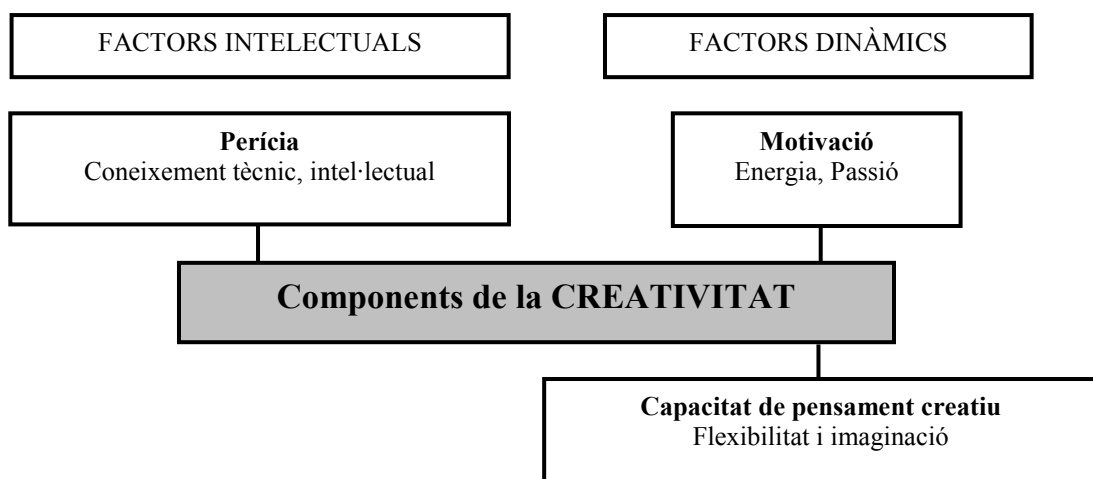 FACTORS INTELECTUALS
FACTORS DINÀMICS
Perícia
Coneixement tècnic, intel·lectual
Motivació
Energia, Passió
Components de la CREATIVITAT
Capacitat de pensament creatiu
Flexibilitat i imaginació